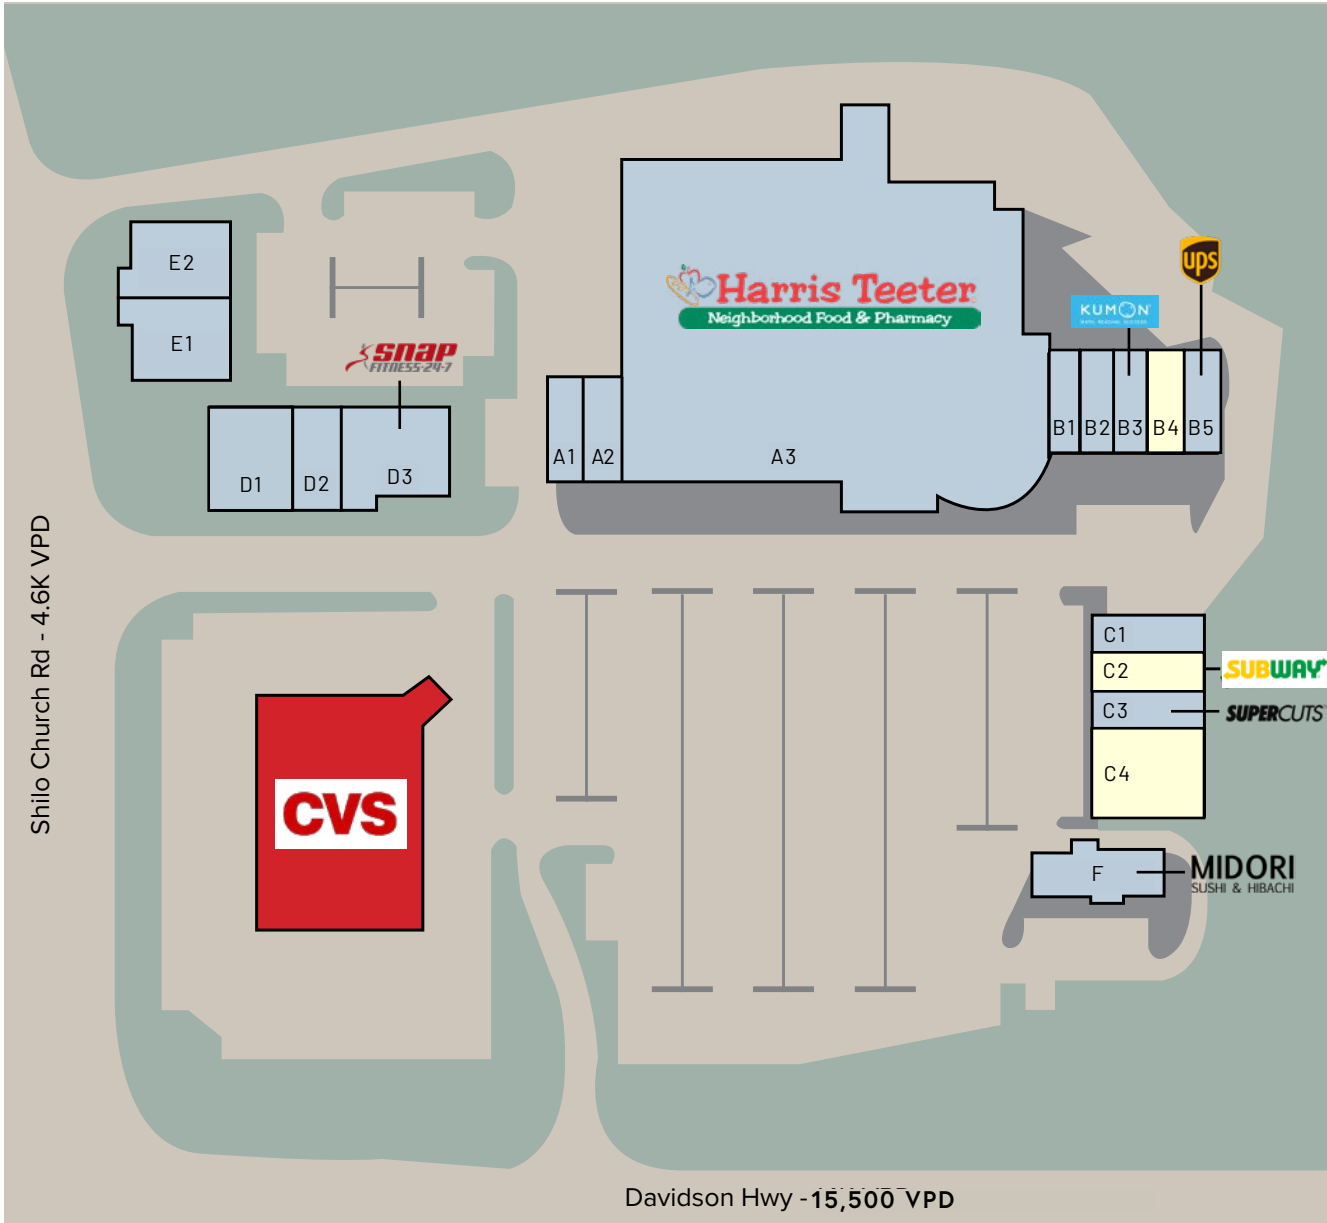 ups
E2
Harris Teeter
Neighborhood Food & Pharmacy
KUMON
E1
SNAP
FITNESS-24-7
B1 B2 B3 B4 B5
A1 A2 A3
D1 D2 D3
Shilo Church Rd - 4.6K VPD
C1
C2
SUBWAY
C3
SUPERCUTS
C4
CVS
F
MIDORI
SUSHI & HIBACHI
Davidson Hwy - 15,500 VPD